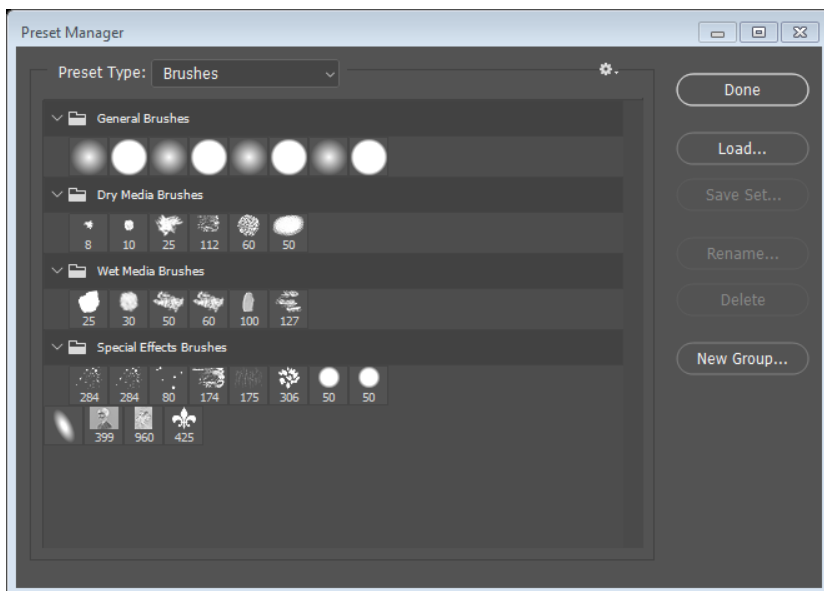 Preset Manager
Preset Type: Brushes
Done
General Brushes
Load...
Dry Media Brushes
Save Set...
8 10 25 112 60 50
Rename...
Wet Media Brushes
25 30 50 60 100 127
Delete
Special Effects Brushes
New Group...
284 284 80 174 175 306 50 50
399 960 425